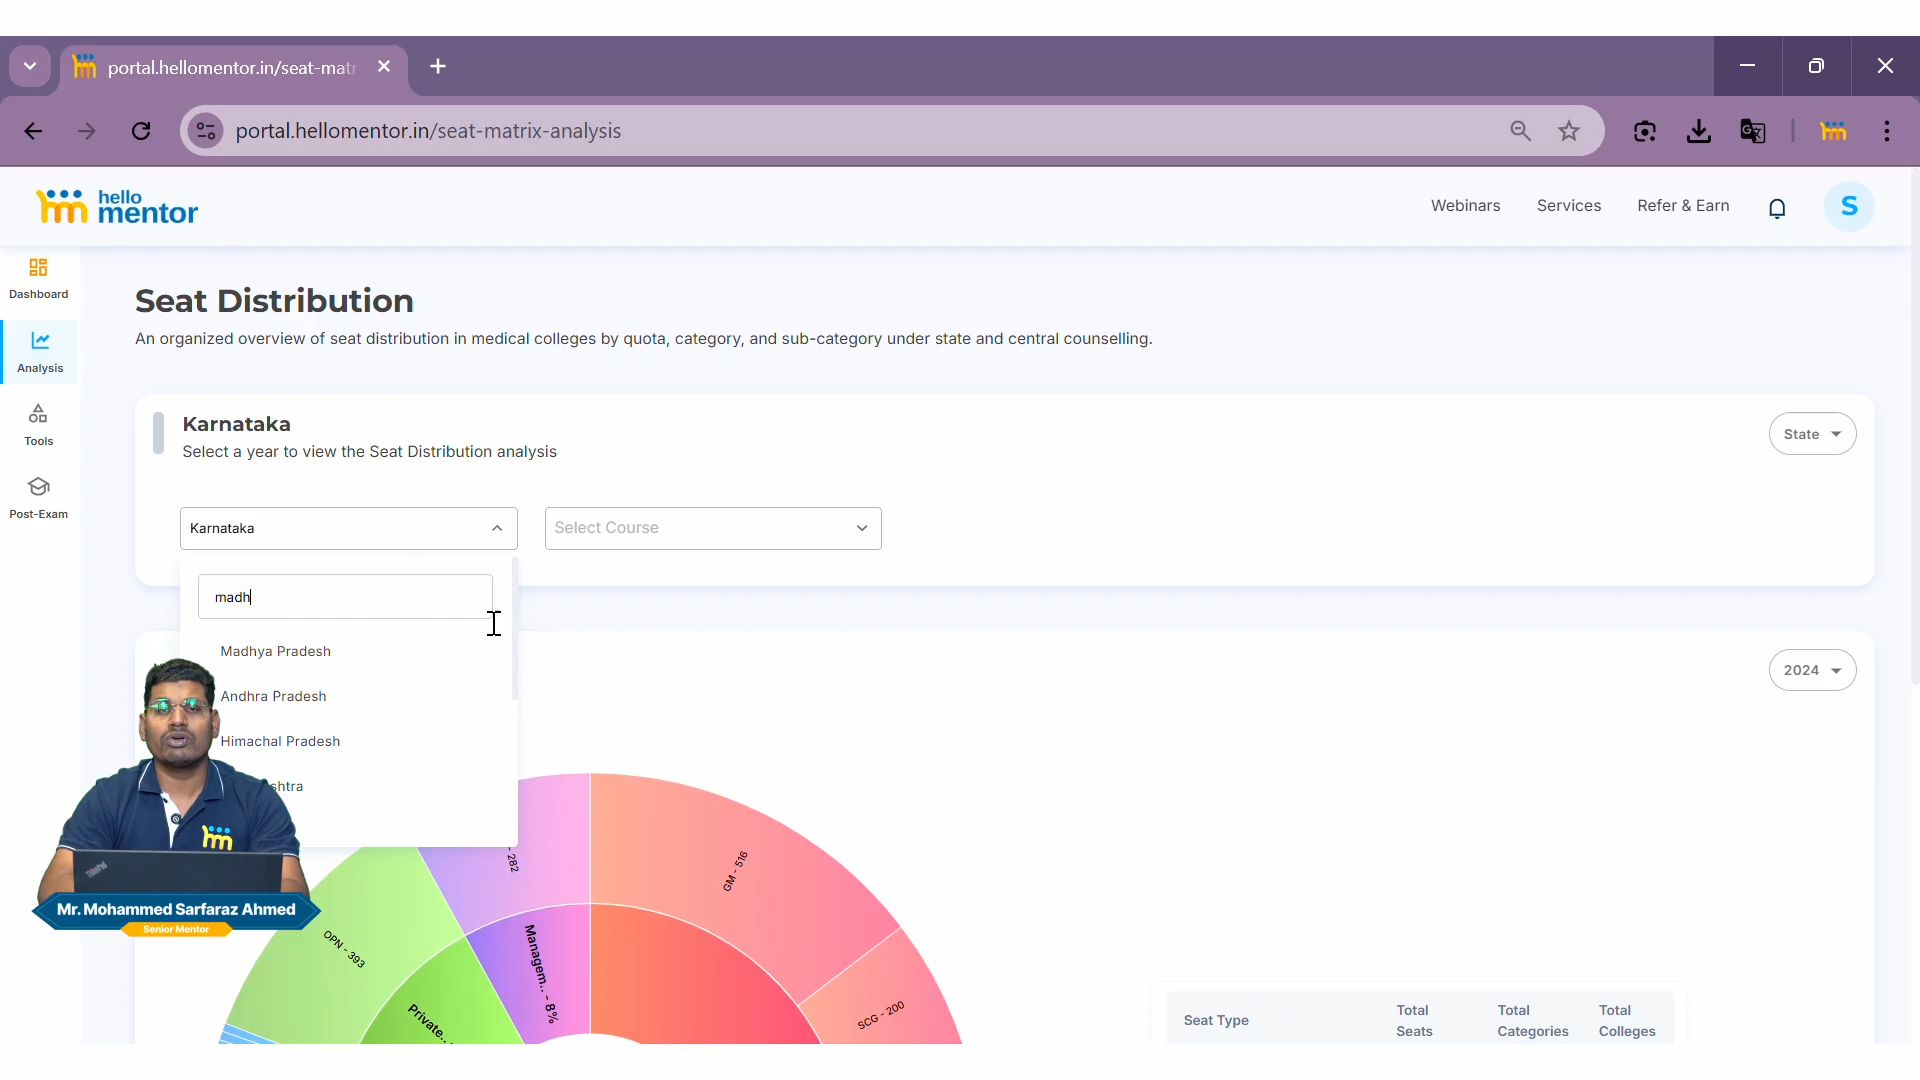 portal.hellomentor.in/seat-matr
portal.hellomentor.in/seat-matrix-analysis
hello
mentor
Webinars
Services
Refer & Earn
S
Dashboard
Analysis
Tools
Post-Exam
Seat Distribution
An organized overview of seat distribution in medical colleges by quota, category, and sub-category under state and central counselling.
Karnataka
Select a year to view the Seat Distribution analysis
State
Karnataka
Select Course
madh
Madhya Pradesh
Andhra Pradesh
Himachal Pradesh
shtra
2024
- 282
GM - 516
OPN - 393
Managem.. - 8%
Private..
SCG - 200
ThinkPad
hm
Mr. Mohammed Sarfaraz Ahmed
Senior Mentor
Seat Type
Total
Seats
Total
Categories
Total
Colleges